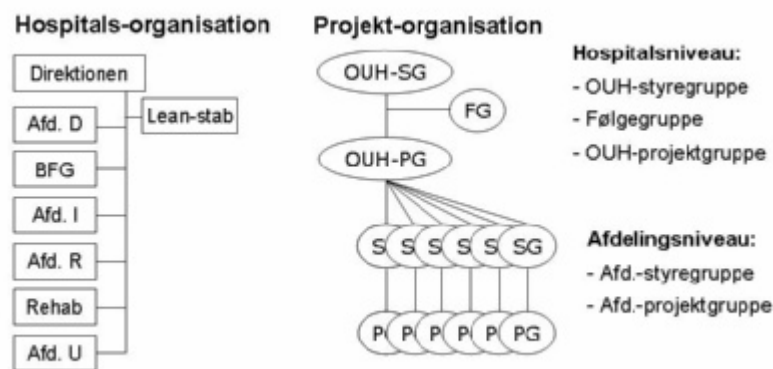 Hospitals-organisation
Direktionen
Lean-stab
Afd. D
BFG
Afd. I
Afd. R
Rehab
Afd. U
Projekt-organisation
OUH-SG
FG
OUH-PG
S S S S S SG
P P P P P PG
Hospitalsniveau:
- OUH-styregruppe
- Følgegruppe
- OUH-projektgruppe
Afdelingsniveau:
- Afd.-styregruppe
- Afd.-projektgruppe